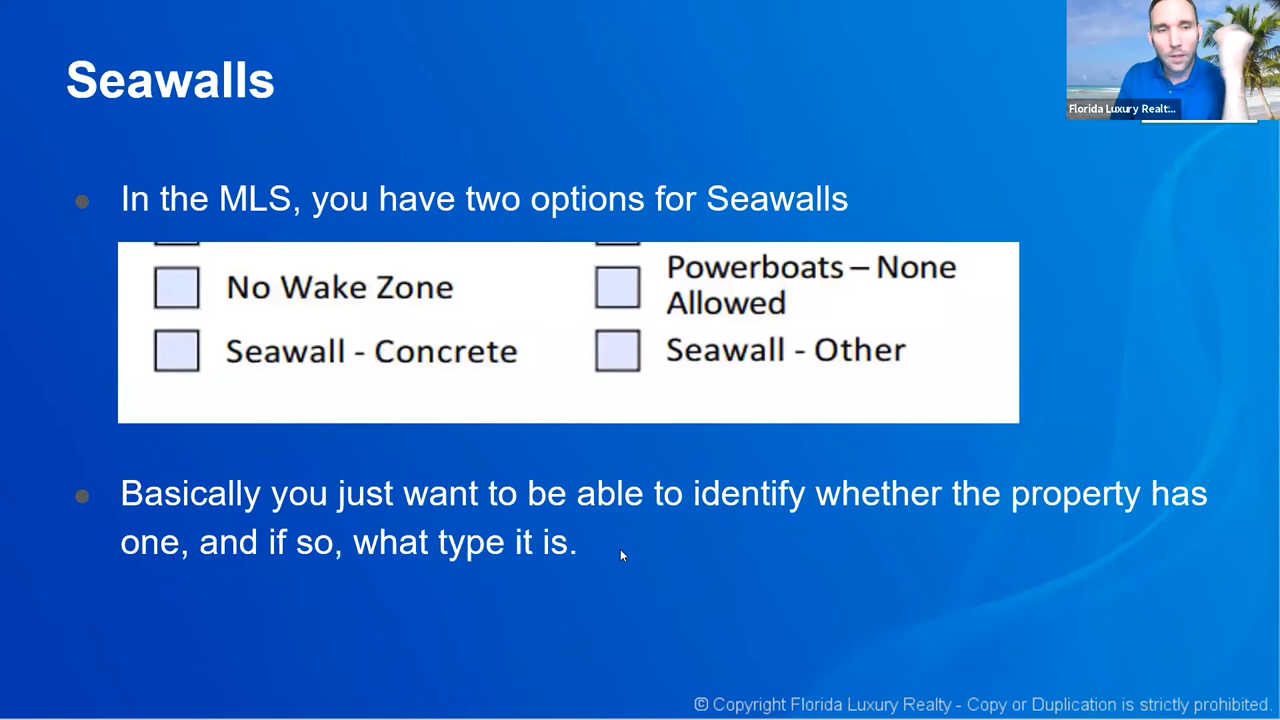 Seawalls
Florida Luxury Realt...
In the MLS, you have two options for Seawalls
No Wake Zone
Powerboats – None
Allowed
Seawall - Concrete
Seawall - Other
Basically you just want to be able to identify whether the property has
one, and if so, what type it is.
© Copyright Florida Luxury Realty - Copy or Duplication is strictly prohibited.